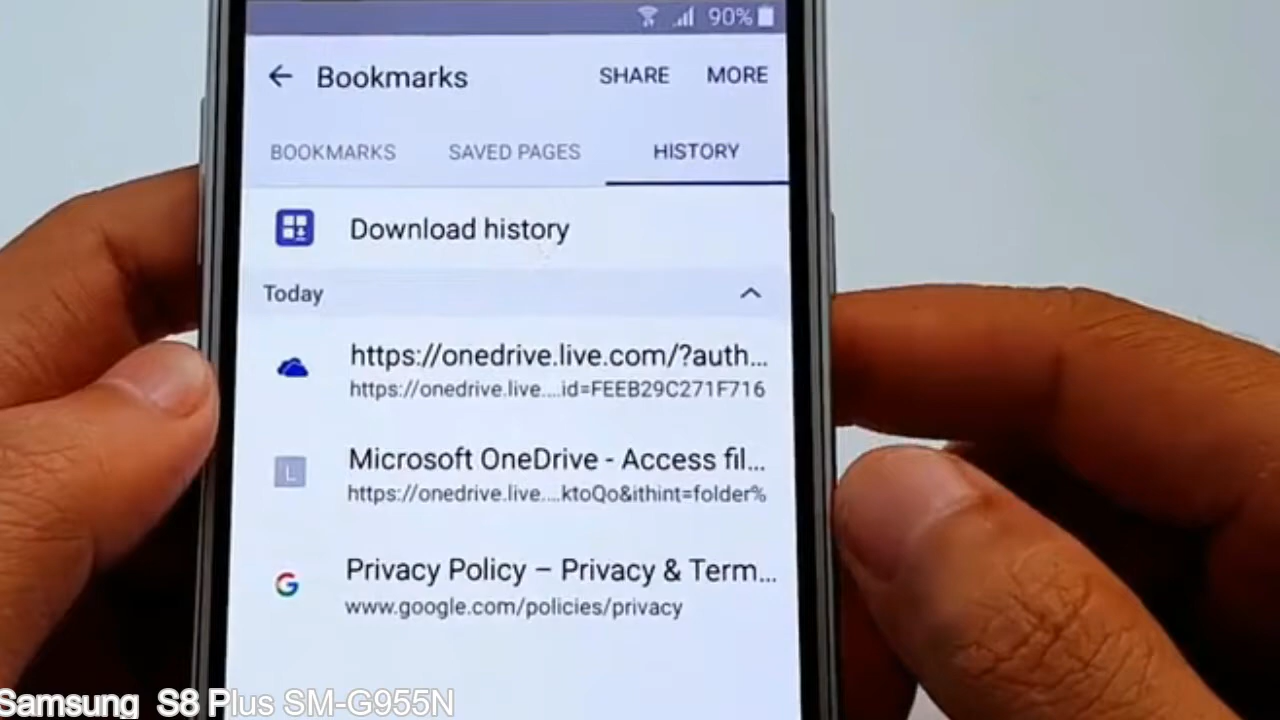 90%
Bookmarks SHARE MORE
BOOKMARKS SAVED PAGES HISTORY
Download history
Today
https://onedrive.live.com/?auth...
https://onedrive.live....id=FEEB29C271F716
L
Microsoft OneDrive - Access fil...
https://onedrive.live....ktoQo&ithint=folder%
G
Privacy Policy – Privacy & Term...
www.google.com/policies/privacy
Samsung S8 Plus SM-G955N